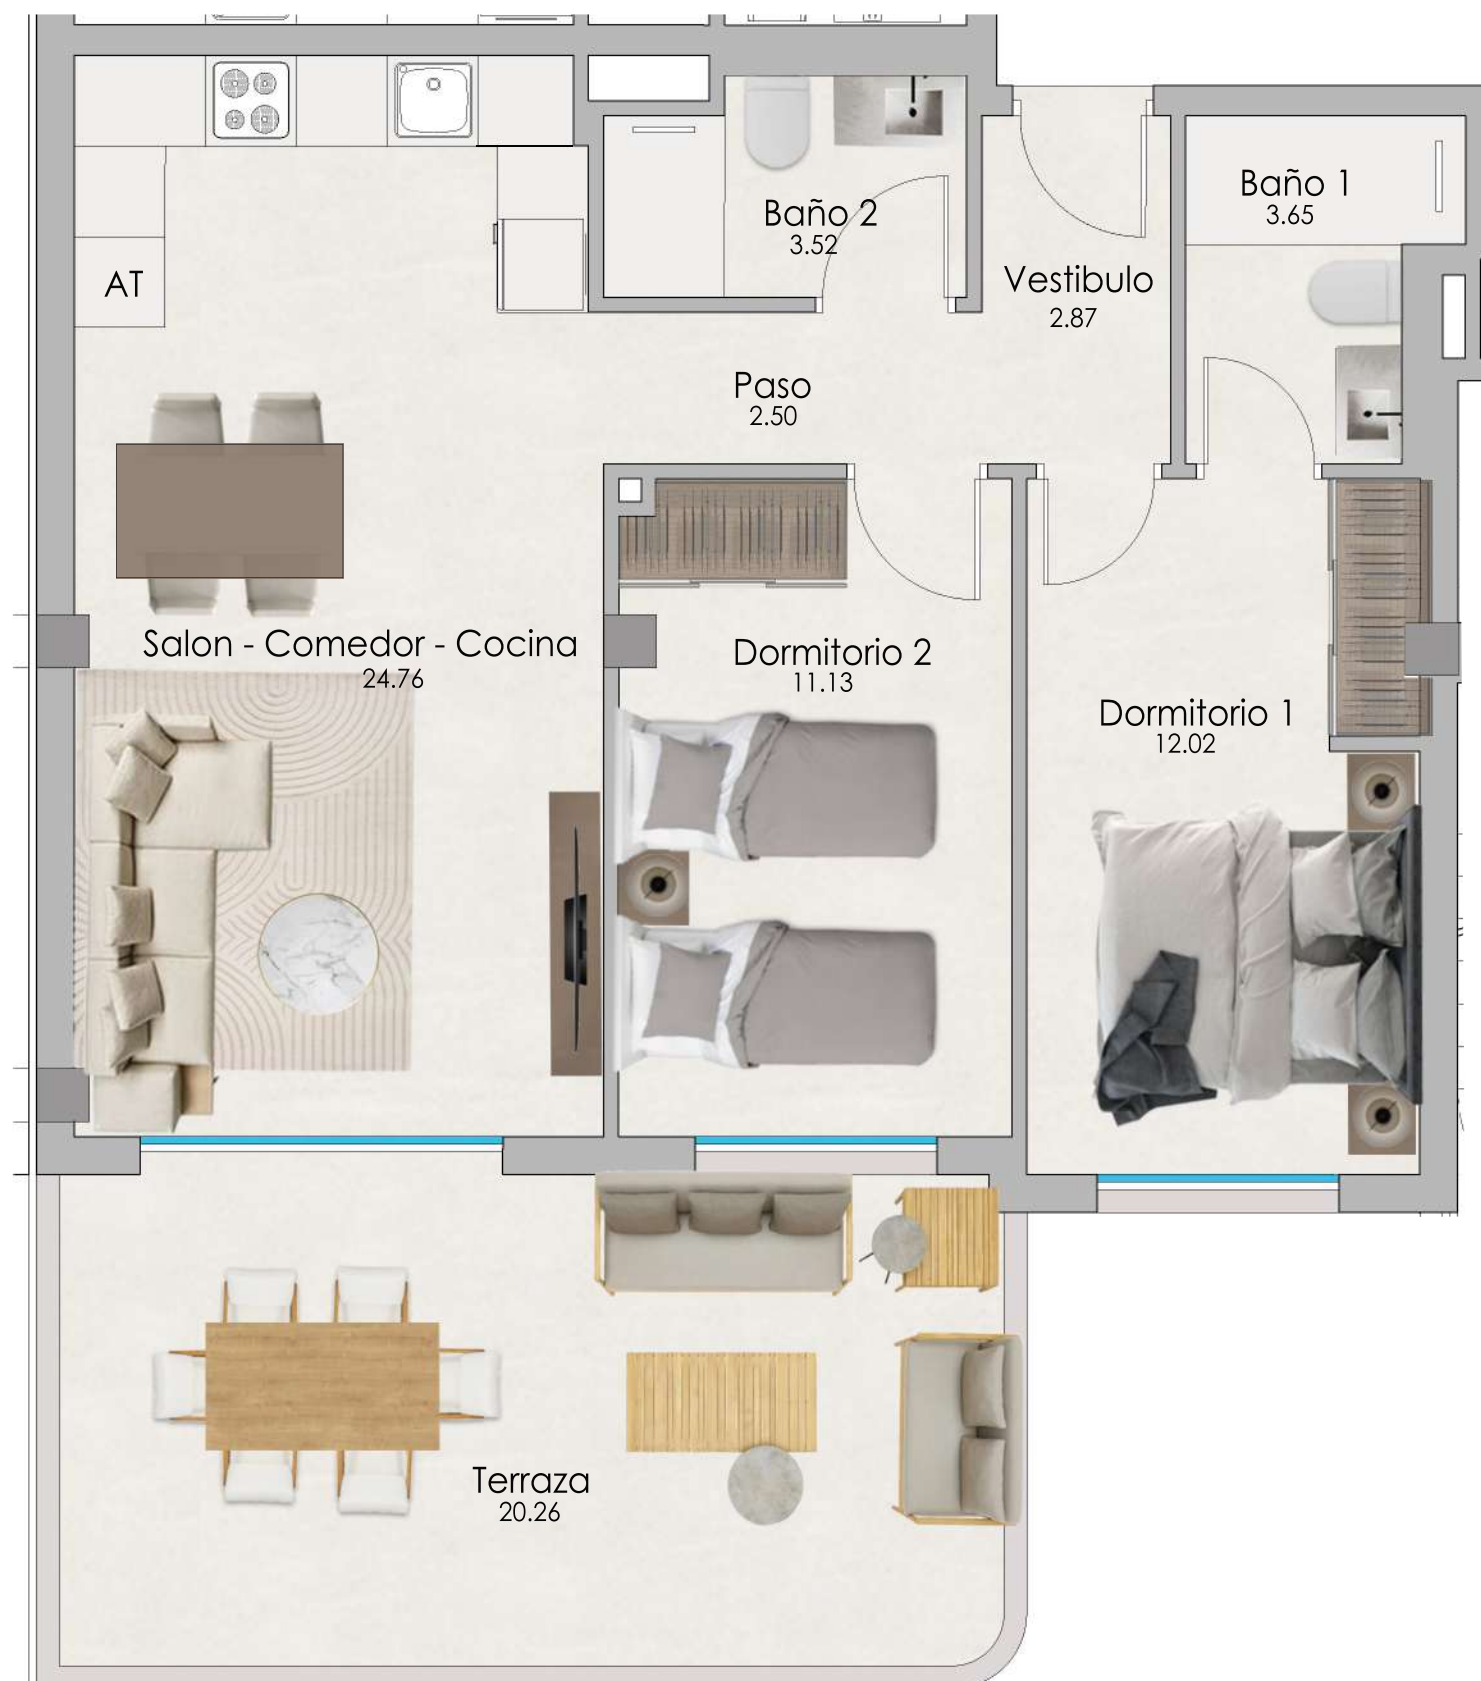 Baño 1
3.65
Baño 2
3.52
Vestibulo
2.87
AT
Paso
2.50
Salon - Comedor - Cocina
24.76
Dormitorio 2
11.13
Dormitorio 1
12.02
Terraza
20.26